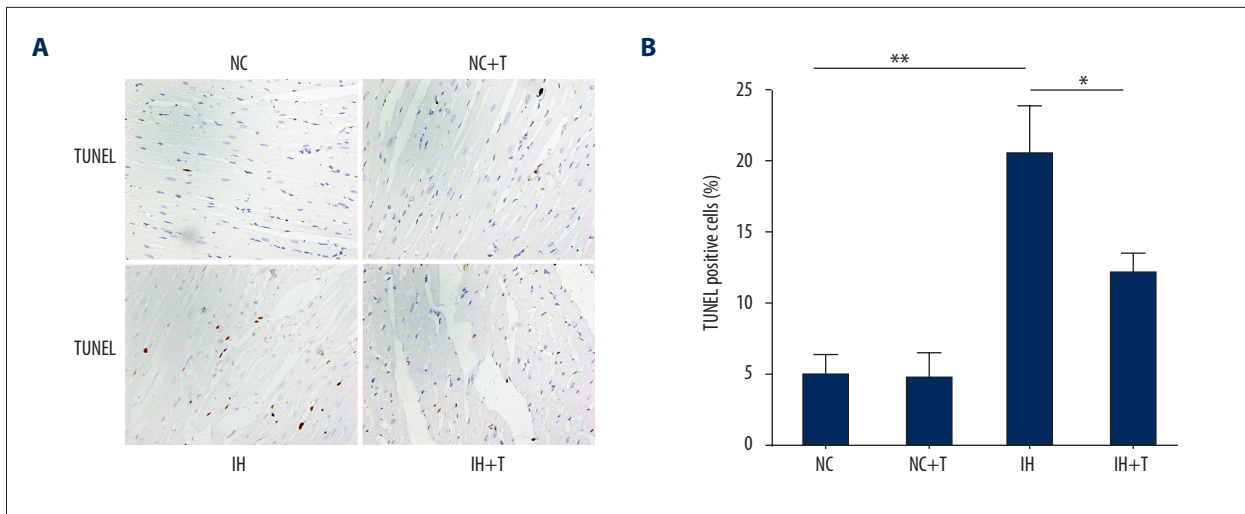 A
NC
NC+T
TUNEL
TUNEL
IH
IH+T
B
**
*
TUNEL positive cells (%)
25
20
15
10
5
0
NC
NC+T
IH
IH+T